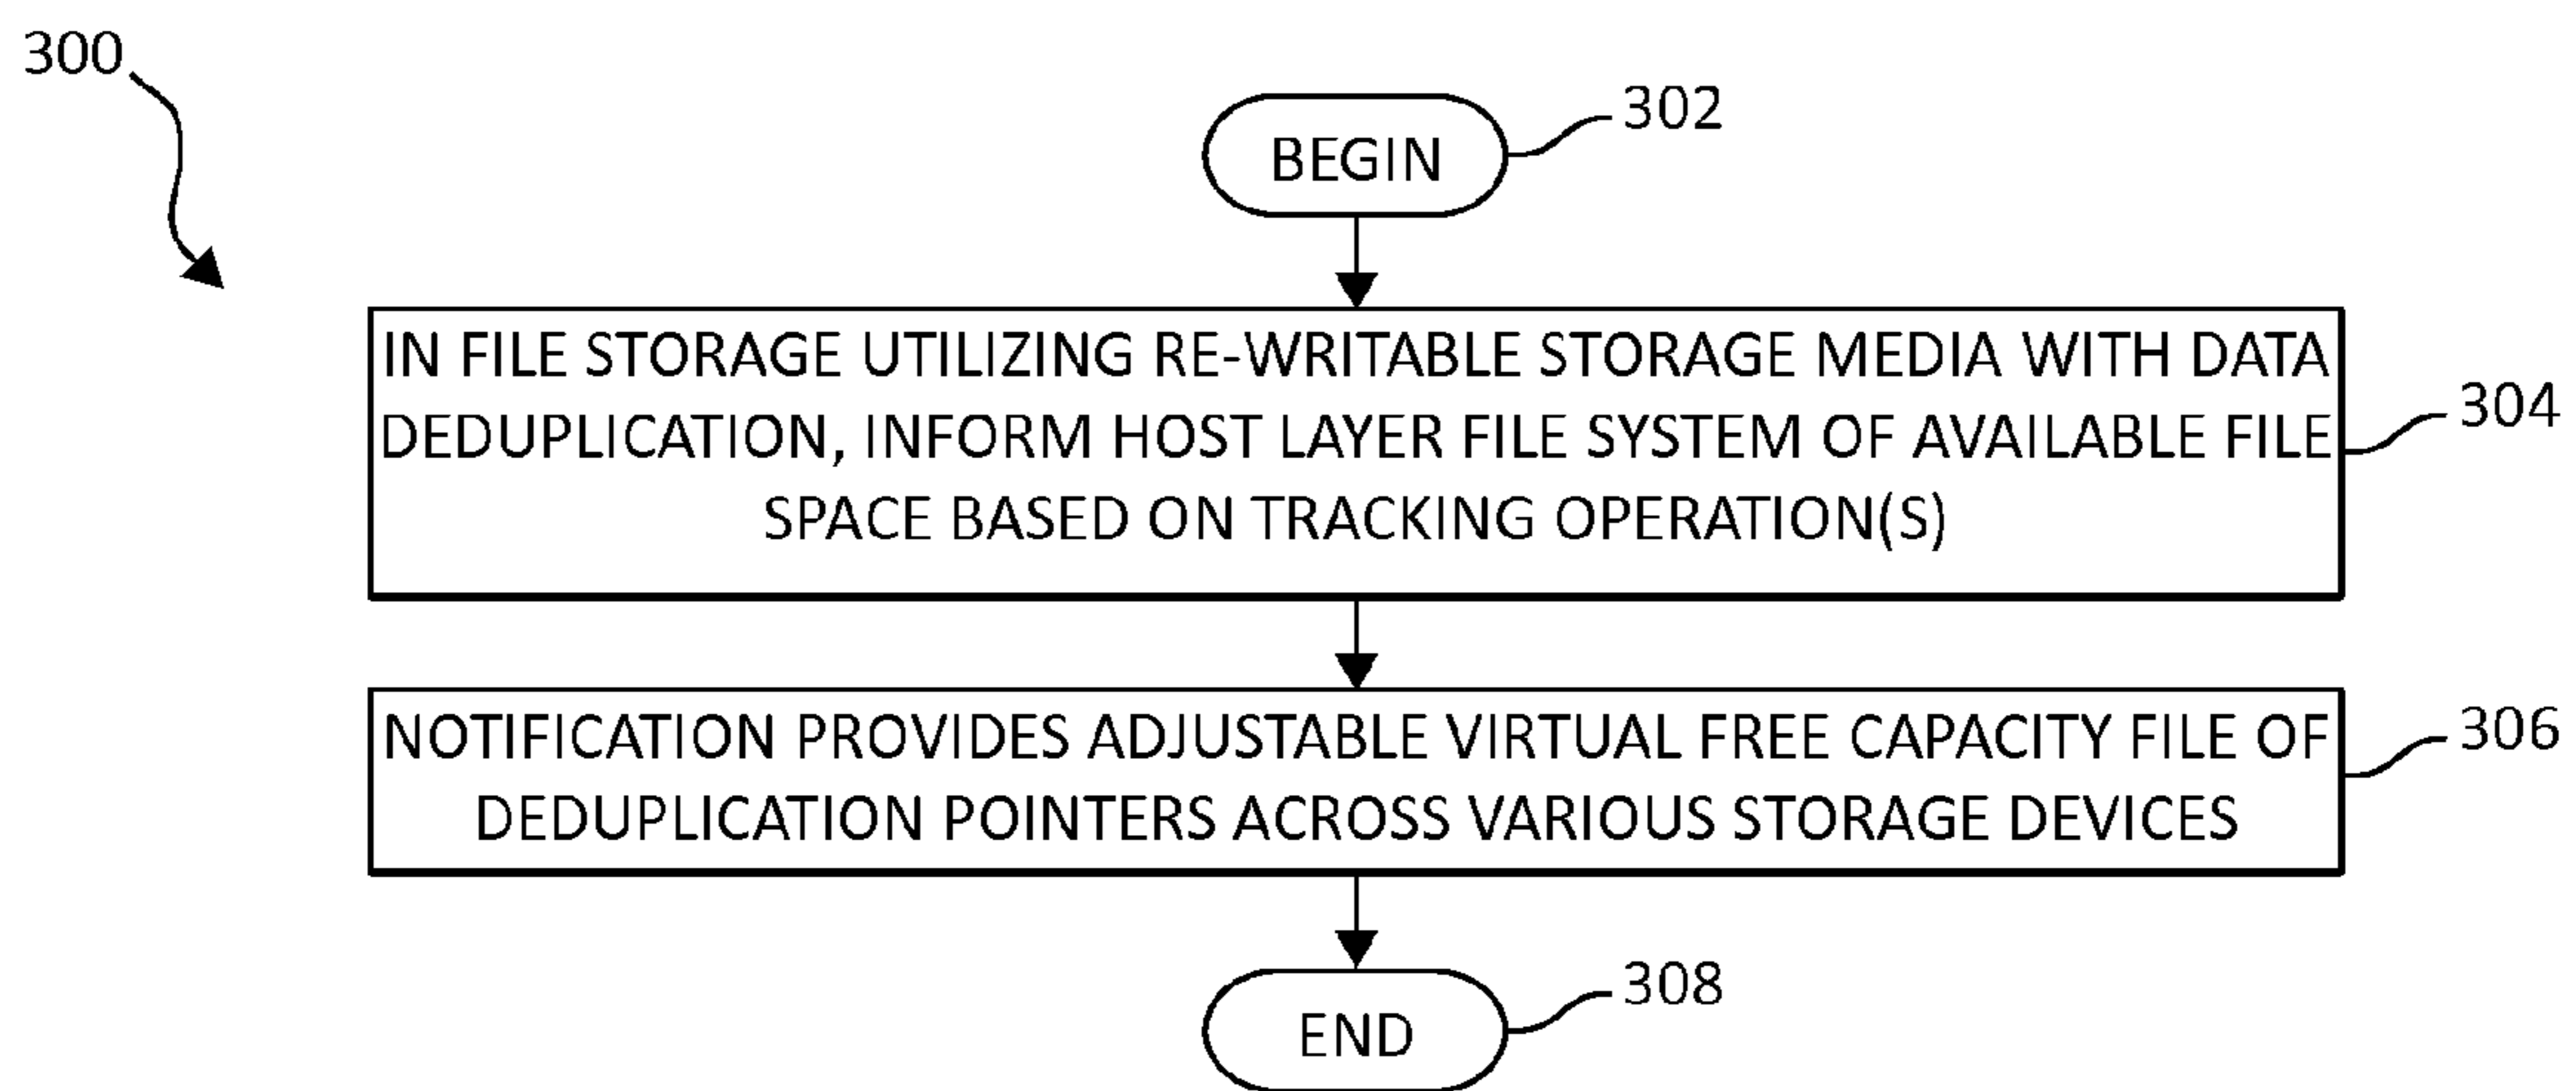 300
BEGIN
302
IN FILE STORAGE UTILIZING RE-WRITABLE STORAGE MEDIA WITH DATA
DEDUPLICATION, INFORM HOST LAYER FILE SYSTEM OF AVAILABLE FILE
SPACE BASED ON TRACKING OPERATION(S)
304
NOTIFICATION PROVIDES ADJUSTABLE VIRTUAL FREE CAPACITY FILE OF
DEDUPLICATION POINTERS ACROSS VARIOUS STORAGE DEVICES
306
END
308